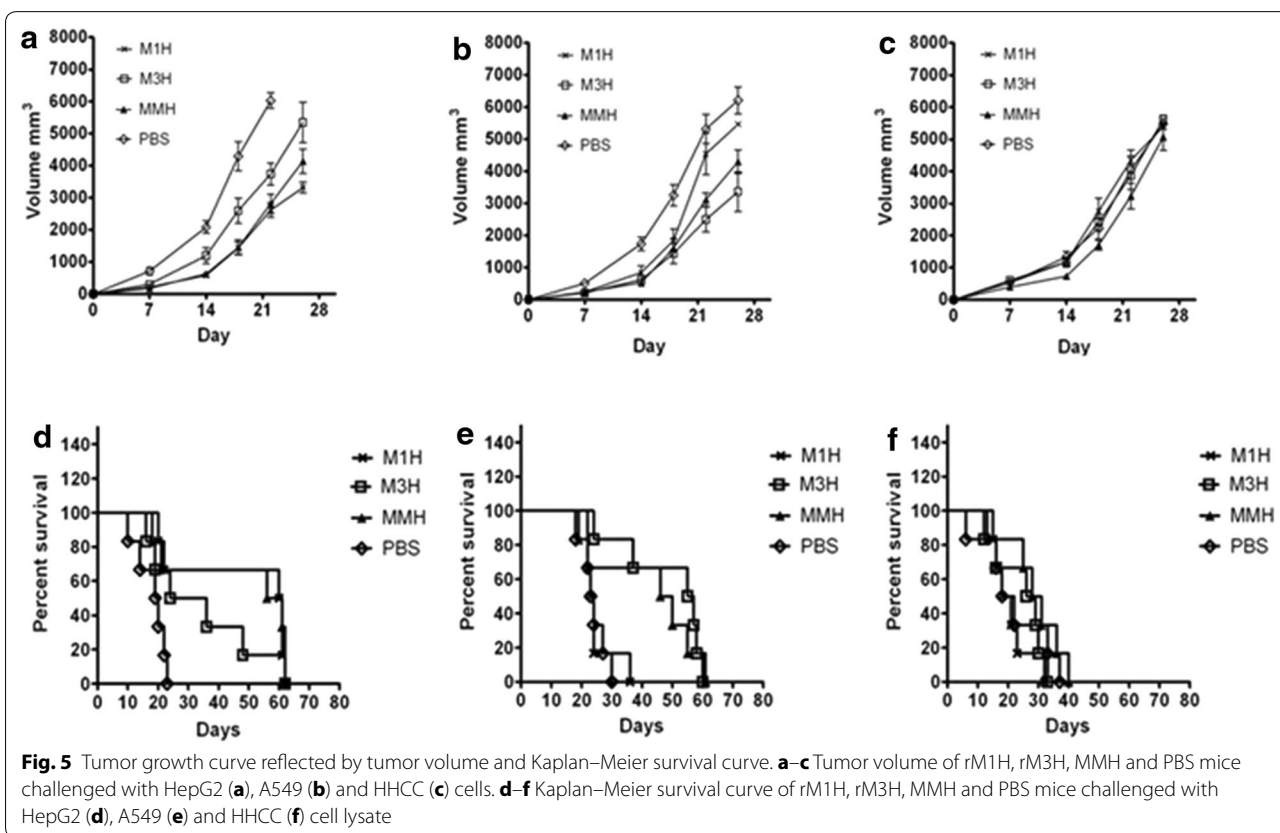 a
8000
7000
6000
5000
4000
3000
2000
1000
0
Volume mm³
0 7 14 21 28
Day
M1H
M3H
MMH
PBS
b
8000
7000
6000
5000
4000
3000
2000
1000
0
Volume mm³
0 7 14 21 28
Day
M1H
M3H
MMH
PBS
c
8000
7000
6000
5000
4000
3000
2000
1000
0
Volume mm³
0 7 14 21 28
Day
M1H
M3H
MMH
PBS
d
140
120
100
80
60
40
20
0
Percent survival
0 10 20 30 40 50 60 70 80
Days
M1H
M3H
MMH
PBS
e
140
120
100
80
60
40
20
0
Percent survival
0 10 20 30 40 50 60 70 80
Days
M1H
M3H
MMH
PBS
f
140
120
100
80
60
40
20
0
Percent survival
0 10 20 30 40 50 60 70 80
Days
M1H
M3H
MMH
PBS
Fig. 5 Tumor growth curve reflected by tumor volume and Kaplan–Meier survival curve. a–c Tumor volume of rM1H, rM3H, MMH and PBS mice
challenged with HepG2 (a), A549 (b) and HHCC (c) cells. d–f Kaplan–Meier survival curve of rM1H, rM3H, MMH and PBS mice challenged with
HepG2 (d), A549 (e) and HHCC (f) cell lysate